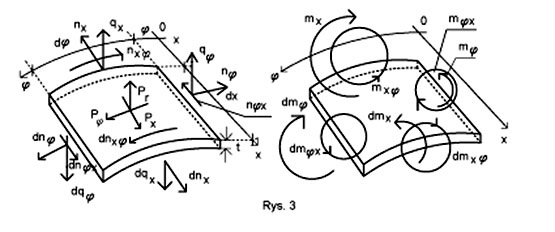 n_x q_x φ 0 x
dφ n_xφ q_φ
φ n_φ
dx
n_φx
P_r
P_φ P_x
dn_xφ
dn_φ dn_φx t x
dq_φ dq_x dn_x
m_x 0 m_φx
x m_φ
φ
m_xφ
dm_φ dm_x
dm_φx dm_xφ x
Rys. 3